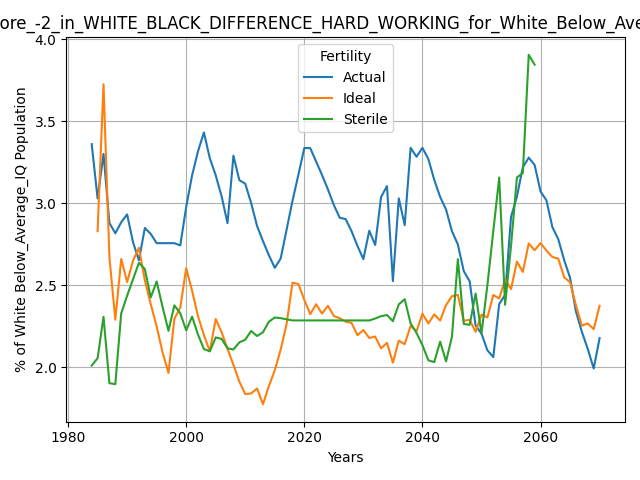 ore_-2_in_WHITE_BLACK_DIFFERENCE_HARD_WORKING_for_White_Below_Ave
Fertility
Actual
Ideal
Sterile
% of White Below_Average_IQ Population
4.0
3.5
3.0
2.5
2.0
1980
2000
2020
2040
2060
Years